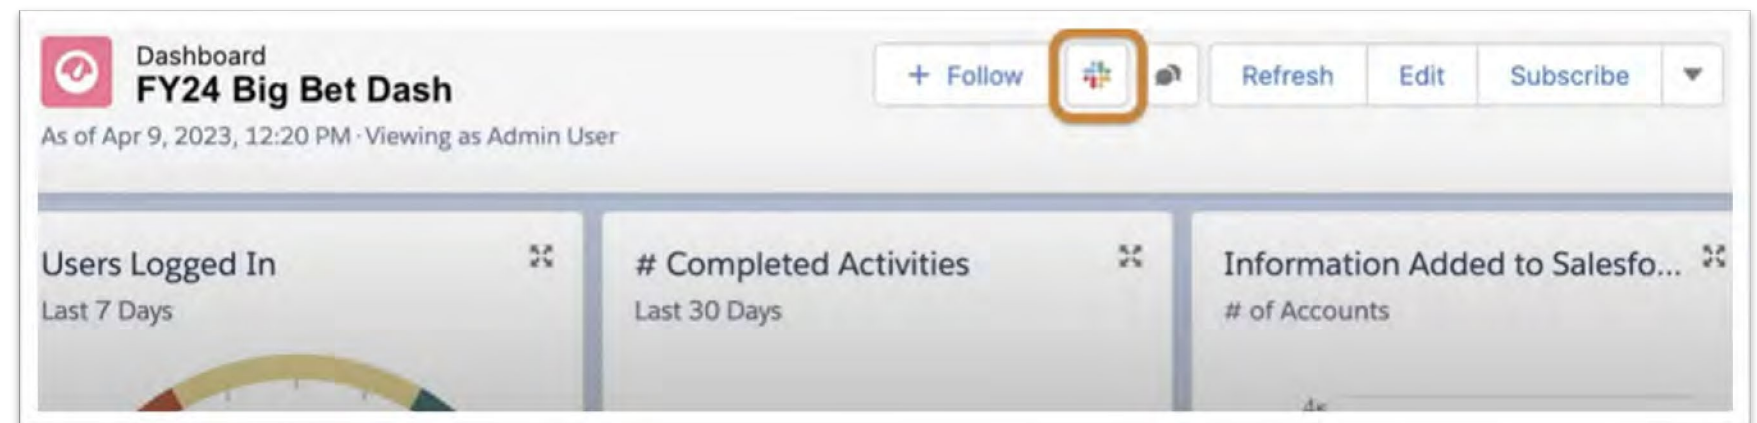 Dashboard
FY24 Big Bet Dash
+ Follow
Refresh
Edit
Subscribe
As of Apr 9, 2023, 12:20 PM · Viewing as Admin User
Users Logged In
Last 7 Days
# Completed Activities
Last 30 Days
Information Added to Salesfo...
# of Accounts